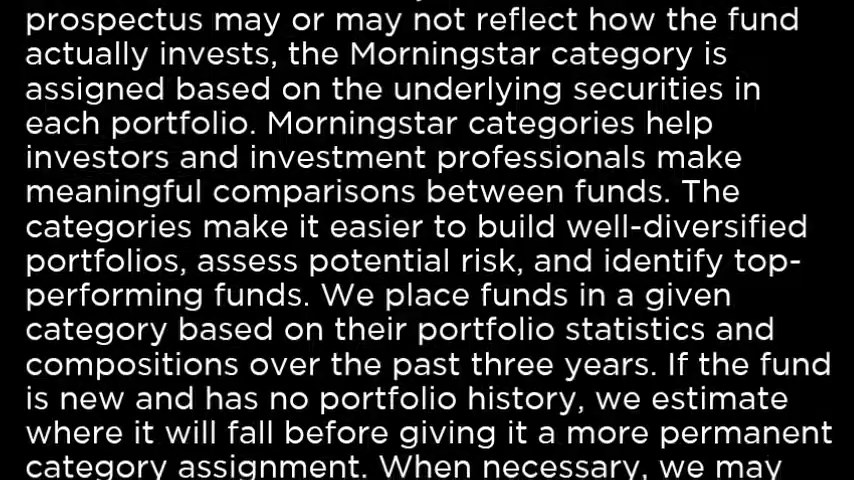 prospectus may or may not reflect how the fund
actually invests, the Morningstar category is
assigned based on the underlying securities in
each portfolio. Morningstar categories help
investors and investment professionals make
meaningful comparisons between funds. The
categories make it easier to build well-diversified
portfolios, assess potential risk, and identify top-
performing funds. We place funds in a given
category based on their portfolio statistics and
compositions over the past three years. If the fund
is new and has no portfolio history, we estimate
where it will fall before giving it a more permanent
category assignment. When necessary, we may